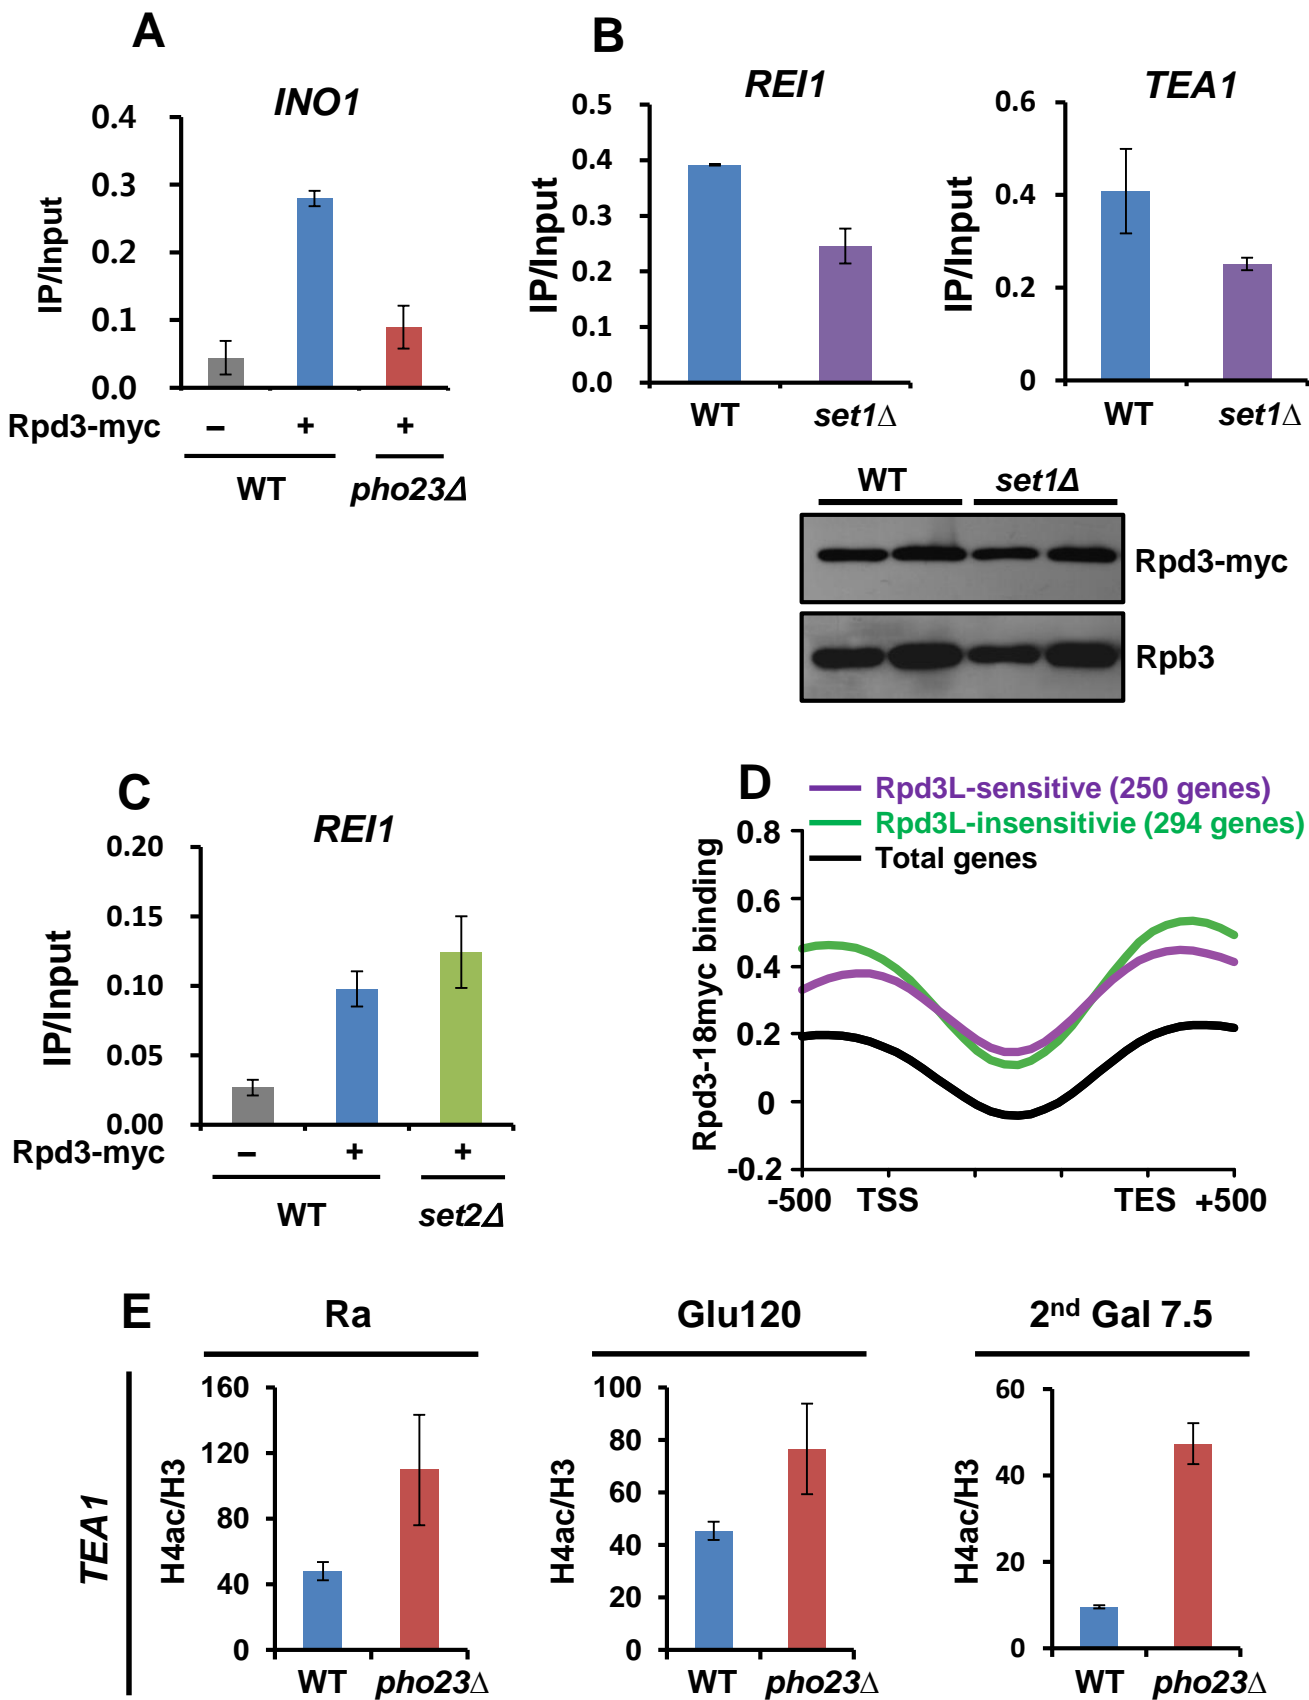 A
INO1
IP/Input
0.4
0.3
0.2
0.1
0.0
Rpd3-myc – + +
WT pho23Δ
B
REI1
IP/Input
0.5
0.4
0.3
0.2
0.1
0.0
WT set1Δ
TEA1
IP/Input
0.6
0.4
0.2
0
WT set1Δ
WT set1Δ
Rpd3-myc
Rpb3
C
REI1
IP/Input
0.20
0.15
0.10
0.05
0.00
Rpd3-myc – + +
WT set2Δ
D
Rpd3L-sensitive (250 genes)
Rpd3L-insensitivie (294 genes)
Total genes
Rpd3-18myc binding
0.8
0.6
0.4
0.2
0
-0.2
-500 TSS TES +500
E
TEA1
Ra
H4ac/H3
160
120
80
40
0
WT pho23Δ
Glu120
H4ac/H3
100
80
60
40
20
0
WT pho23Δ
2nd Gal 7.5
H4ac/H3
60
40
20
0
WT pho23Δ